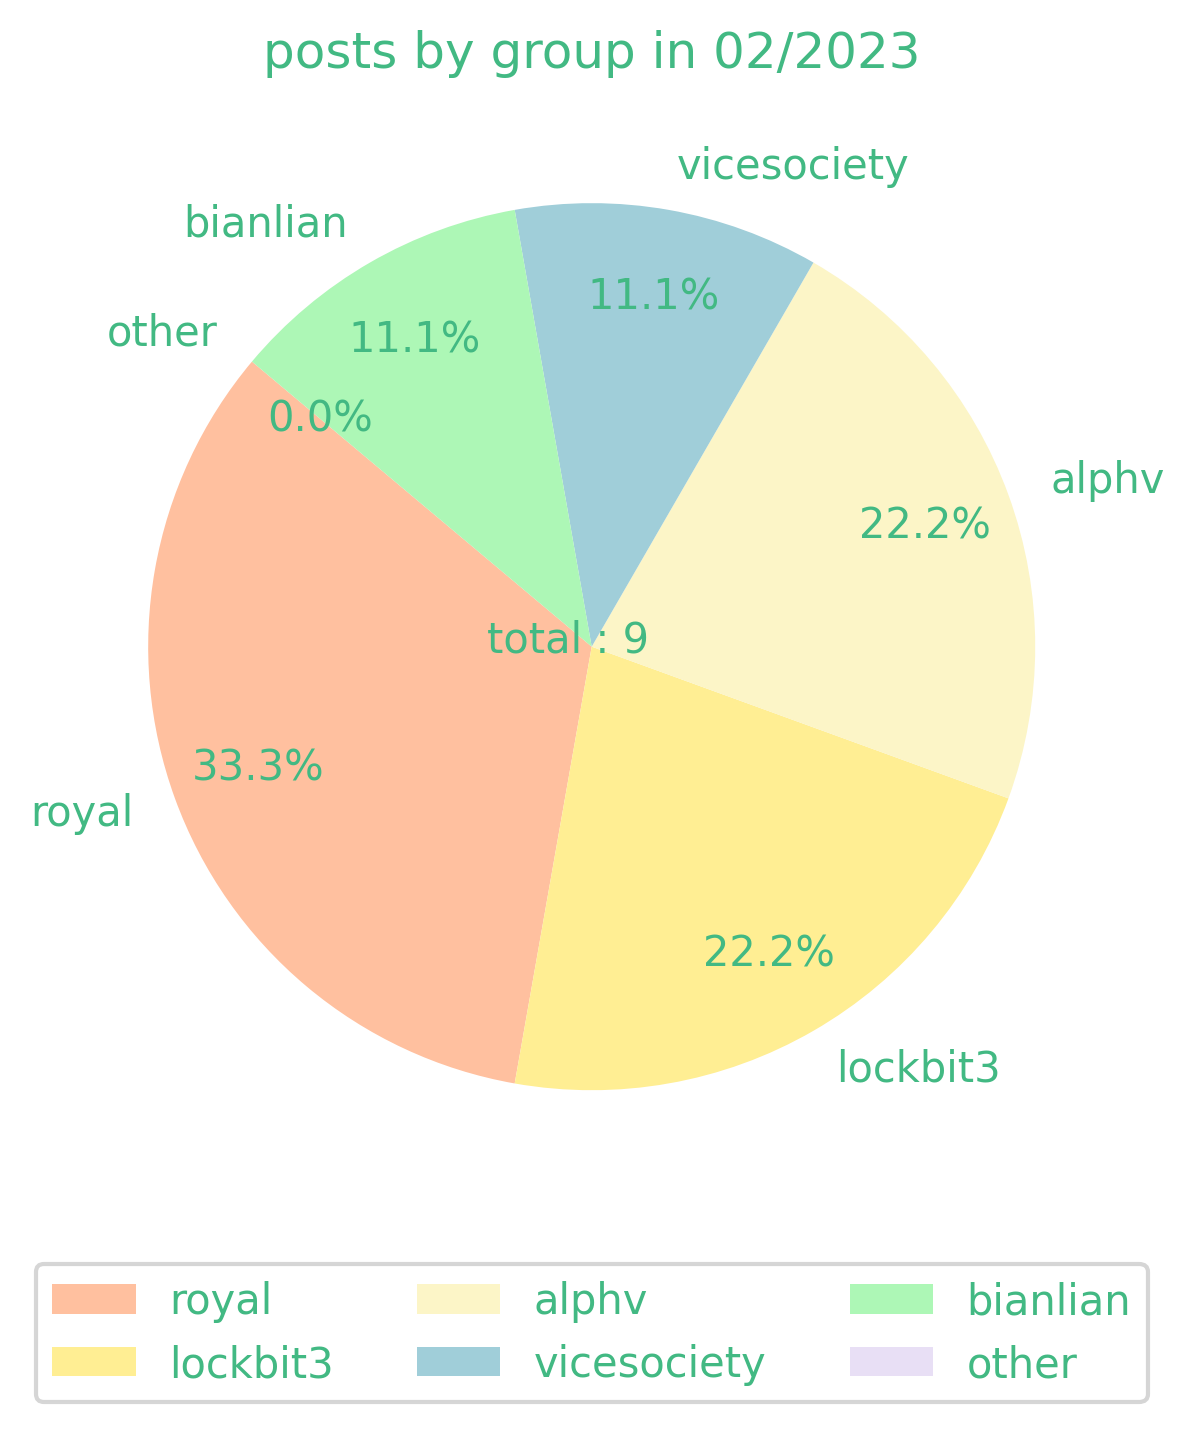 posts by group in 02/2023
vicesociety
bianlian
11.1%
other
11.1%
0.0%
alphv
22.2%
total : 9
33.3%
royal
22.2%
lockbit3
royal
alphv
bianlian
lockbit3
vicesociety
other